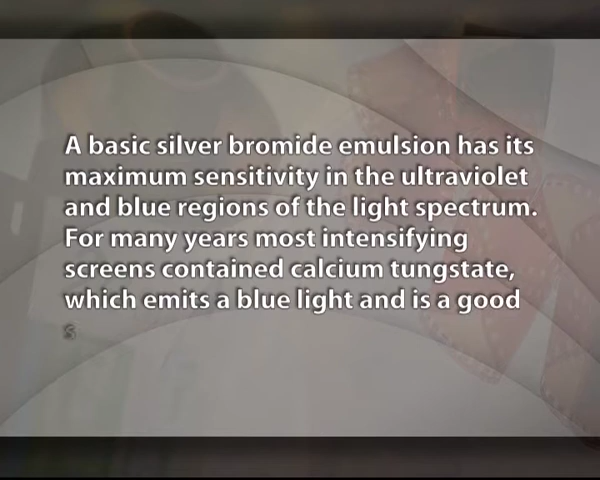 A basic silver bromide emulsion has its
maximum sensitivity in the ultraviolet
and blue regions of the light spectrum.
For many years most intensifying
screens contained calcium tungstate,
which emits a blue light and is a good
s